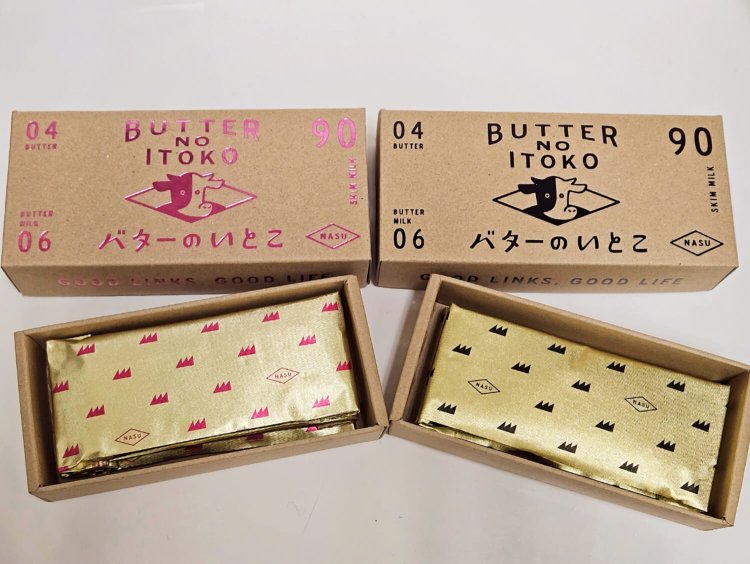 04
BUTTER
BUTTER
NO
ITOKO
90
SKIM MILK
BUTTER
MILK
06
バターのいとこ
NASU
GOOD LINKS, GOOD LIFE
04
BUTTER
BUTTER
NO
ITOKO
90
SKIM MILK
BUTTER
MILK
06
バターのいとこ
NASU
GOOD LINKS, GOOD LIFE
NASU
NASU
NASU
NASU